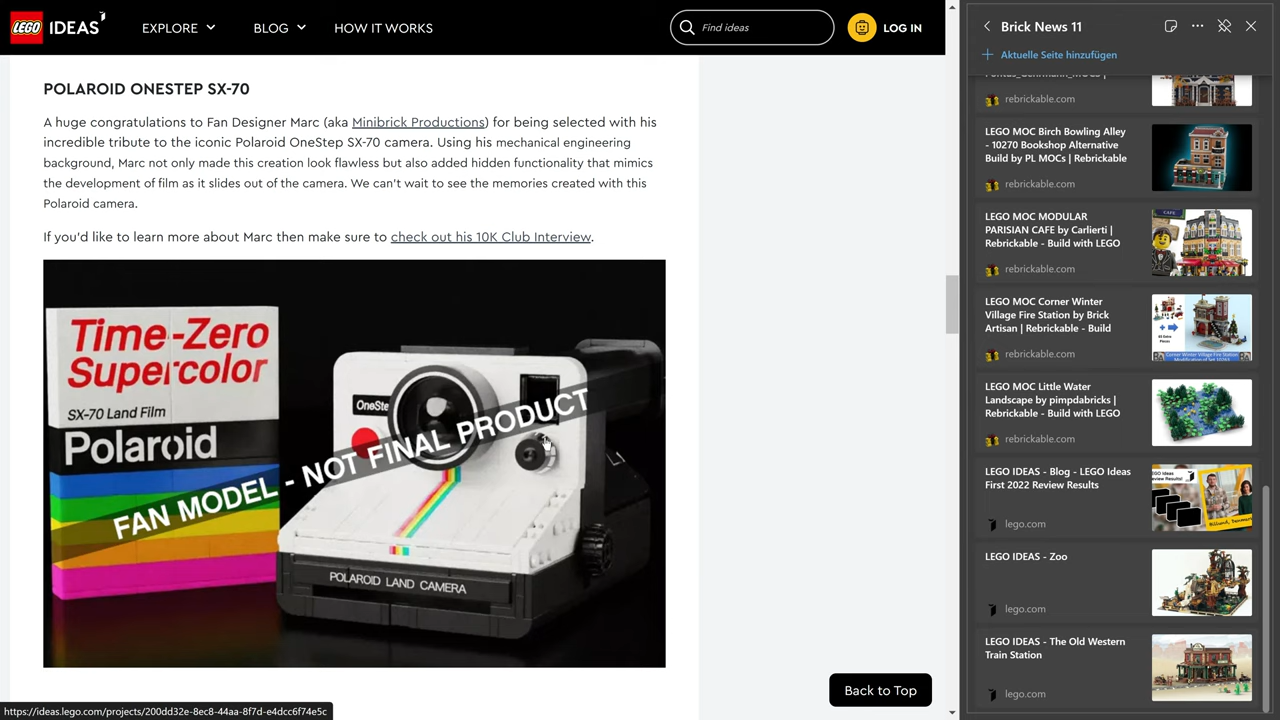 LEGO IDEAS
EXPLORE
BLOG
HOW IT WORKS
Find ideas
LOG IN
POLAROID ONESTEP SX-70
A huge congratulations to Fan Designer Marc (aka Minibrick Productions) for being selected with his
incredible tribute to the iconic Polaroid OneStep SX-70 camera. Using his mechanical engineering
background, Marc not only made this creation look flawless but also added hidden functionality that mimics
the development of film as it slides out of the camera. We can't wait to see the memories created with this
Polaroid camera.
If you'd like to learn more about Marc then make sure to check out his 10K Club Interview.
Time-Zero
Supercolor
SX-70 Land Film
Polaroid
OneSte
FAN MODEL - NOT FINAL PRODUCT
POLAROID LAND CAMERA
Back to Top
https://ideas.lego.com/projects/200dd32e-8ec8-44aa-8f7d-e4dcc6f74e5c
Brick News 11
Aktuelle Seite hinzufügen
rebrickable.com
LEGO MOC Birch Bowling Alley
- 10270 Bookshop Alternative
Build by PL MOCs | Rebrickable
rebrickable.com
LEGO MOC MODULAR
PARISIAN CAFE by Carlierti |
Rebrickable - Build with LEGO
rebrickable.com
CAFE
LEGO MOC Corner Winter
Village Fire Station by Brick
Artisan | Rebrickable - Build
rebrickable.com
LEGO MOC Little Water
Landscape by pimpdabricks |
Rebrickable - Build with LEGO
rebrickable.com
LEGO IDEAS - Blog - LEGO Ideas
First 2022 Review Results
lego.com
LEGO IDEAS - Zoo
lego.com
LEGO IDEAS - The Old Western
Train Station
lego.com